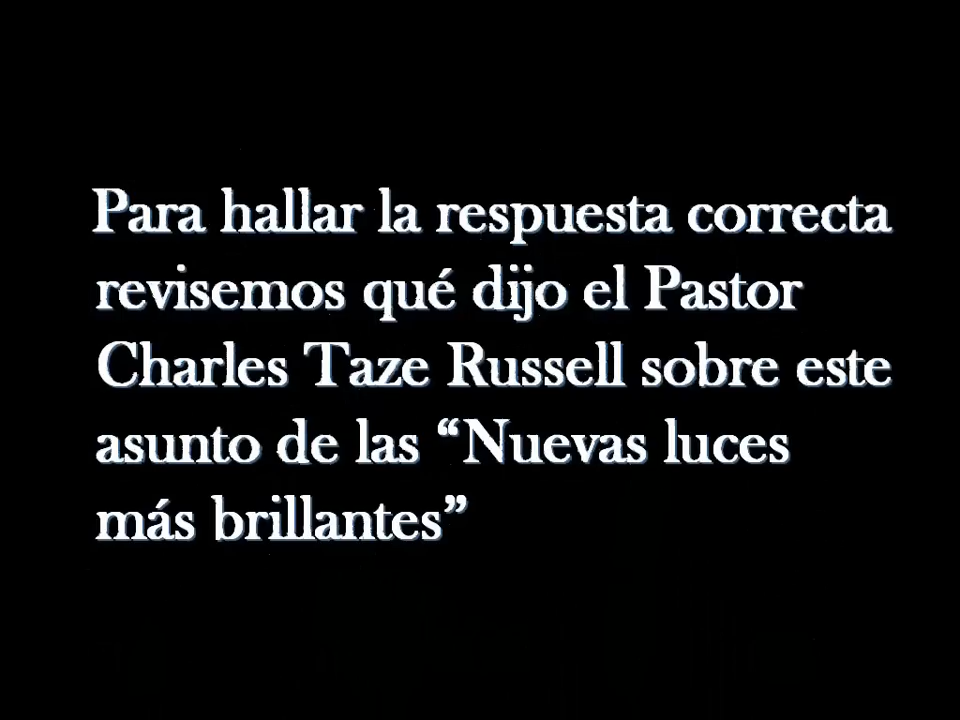 Para hallar la respuesta correcta
revisemos qué dijo el Pastor
Charles Taze Russell sobre este
asunto de las “Nuevas luces
más brillantes”